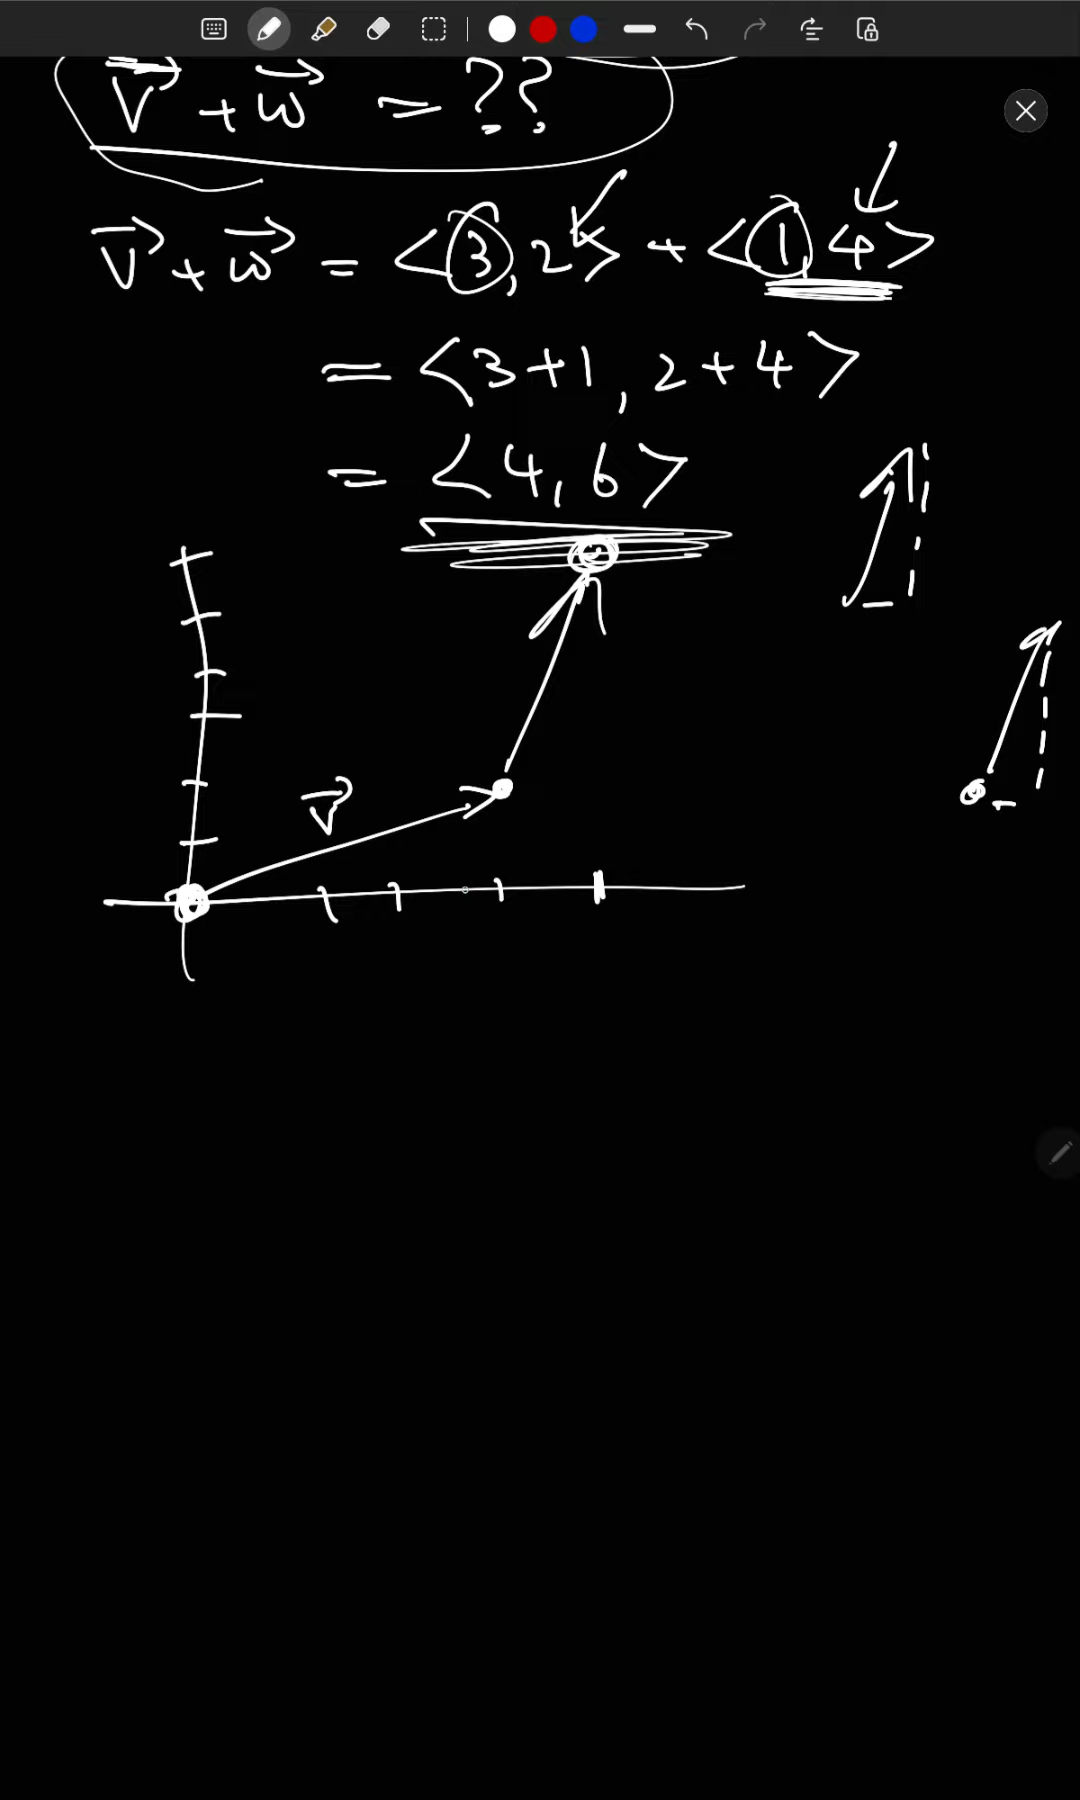 v⃗ + w⃗ = ??
v⃗ + w⃗ = <3, 2> + <1, 4>
= <3+1, 2+4>
= <4, 6>
v⃗